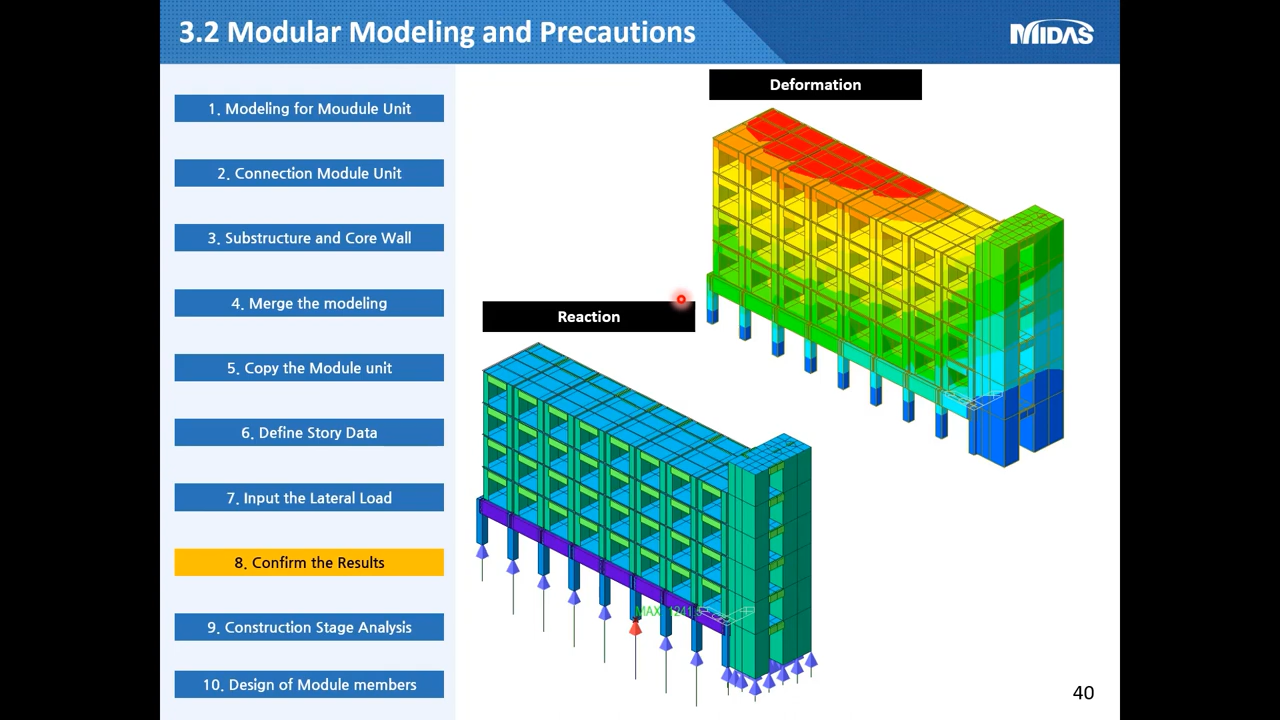 3.2 Modular Modeling and Precautions
MIDAS
1. Modeling for Moudule Unit
2. Connection Module Unit
3. Substructure and Core Wall
4. Merge the modeling
5. Copy the Module unit
6. Define Story Data
7. Input the Lateral Load
8. Confirm the Results
9. Construction Stage Analysis
10. Design of Module members
Deformation
Reaction
40